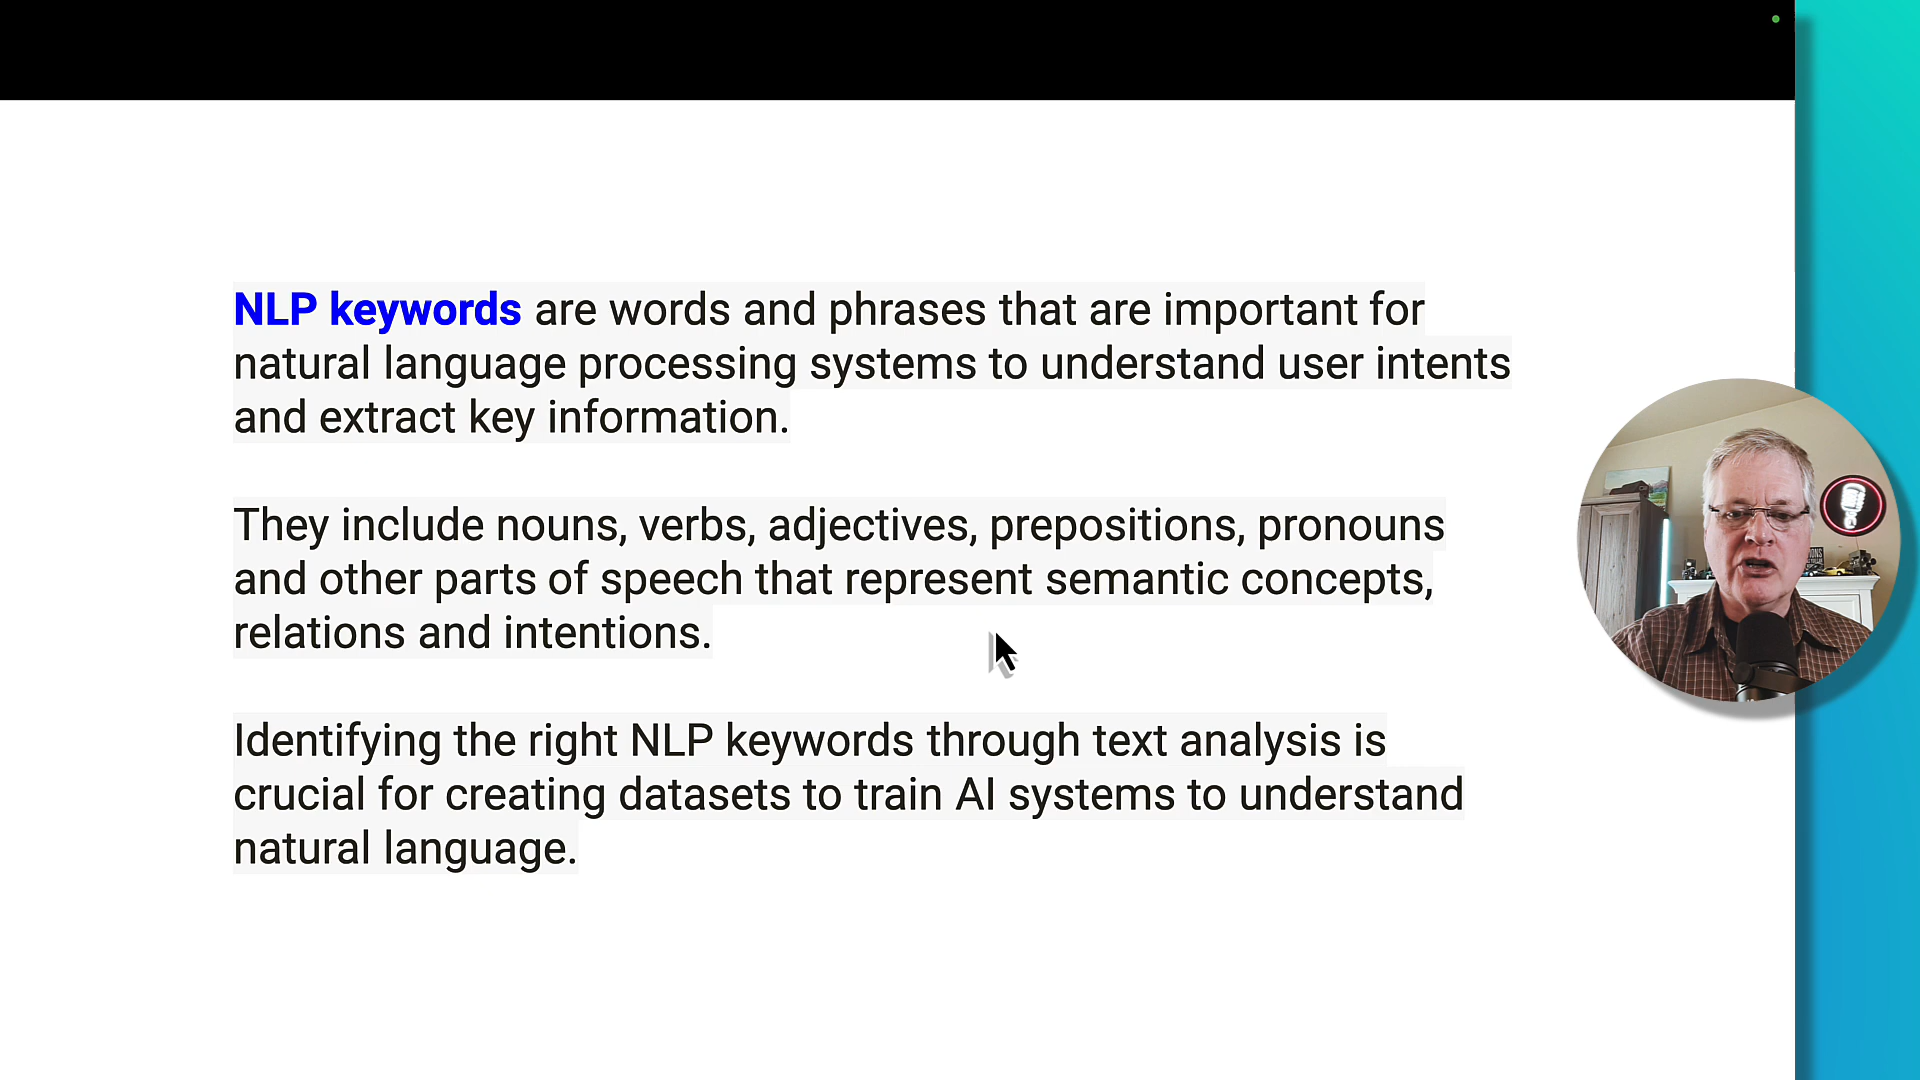 NLP keywords are words and phrases that are important for
natural language processing systems to understand user intents
and extract key information.
They include nouns, verbs, adjectives, prepositions, pronouns
and other parts of speech that represent semantic concepts,
relations and intentions.
Identifying the right NLP keywords through text analysis is
crucial for creating datasets to train AI systems to understand
natural language.